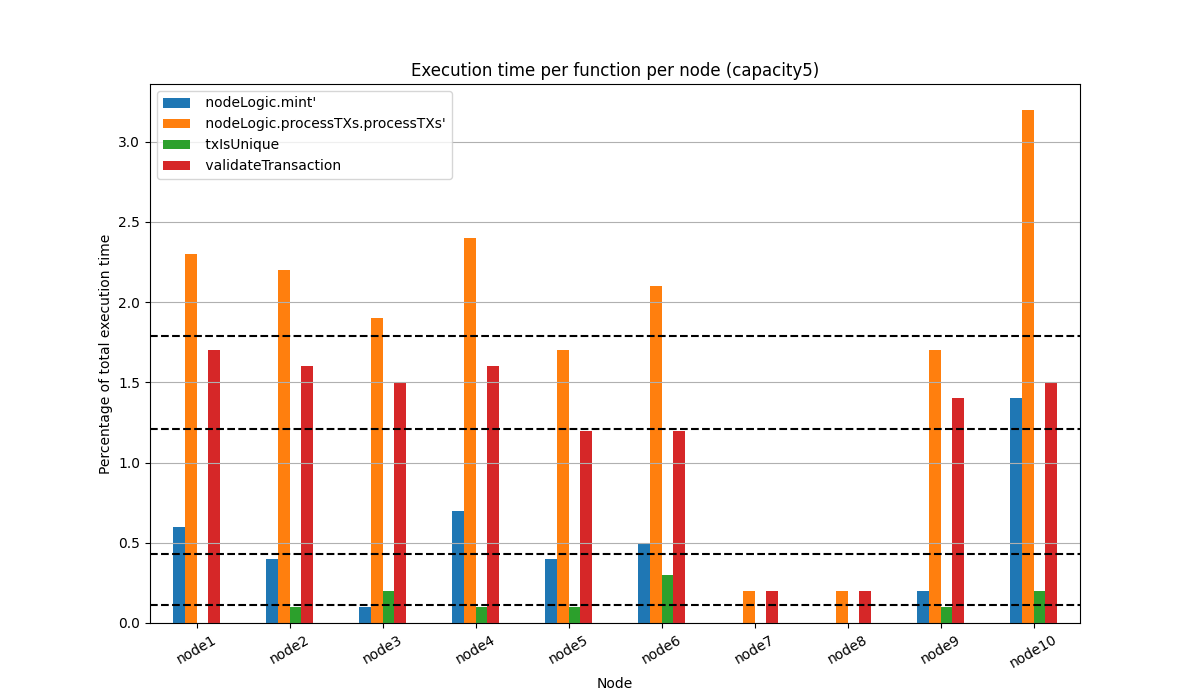 Execution time per function per node (capacity5)
nodeLogic.mint'
nodeLogic.processTXs.processTXs'
txIsUnique
validateTransaction
Percentage of total execution time
3.0
2.5
2.0
1.5
1.0
0.5
0.0
node1 node2 node3 node4 node5 node6 node7 node8 node9 node10
Node